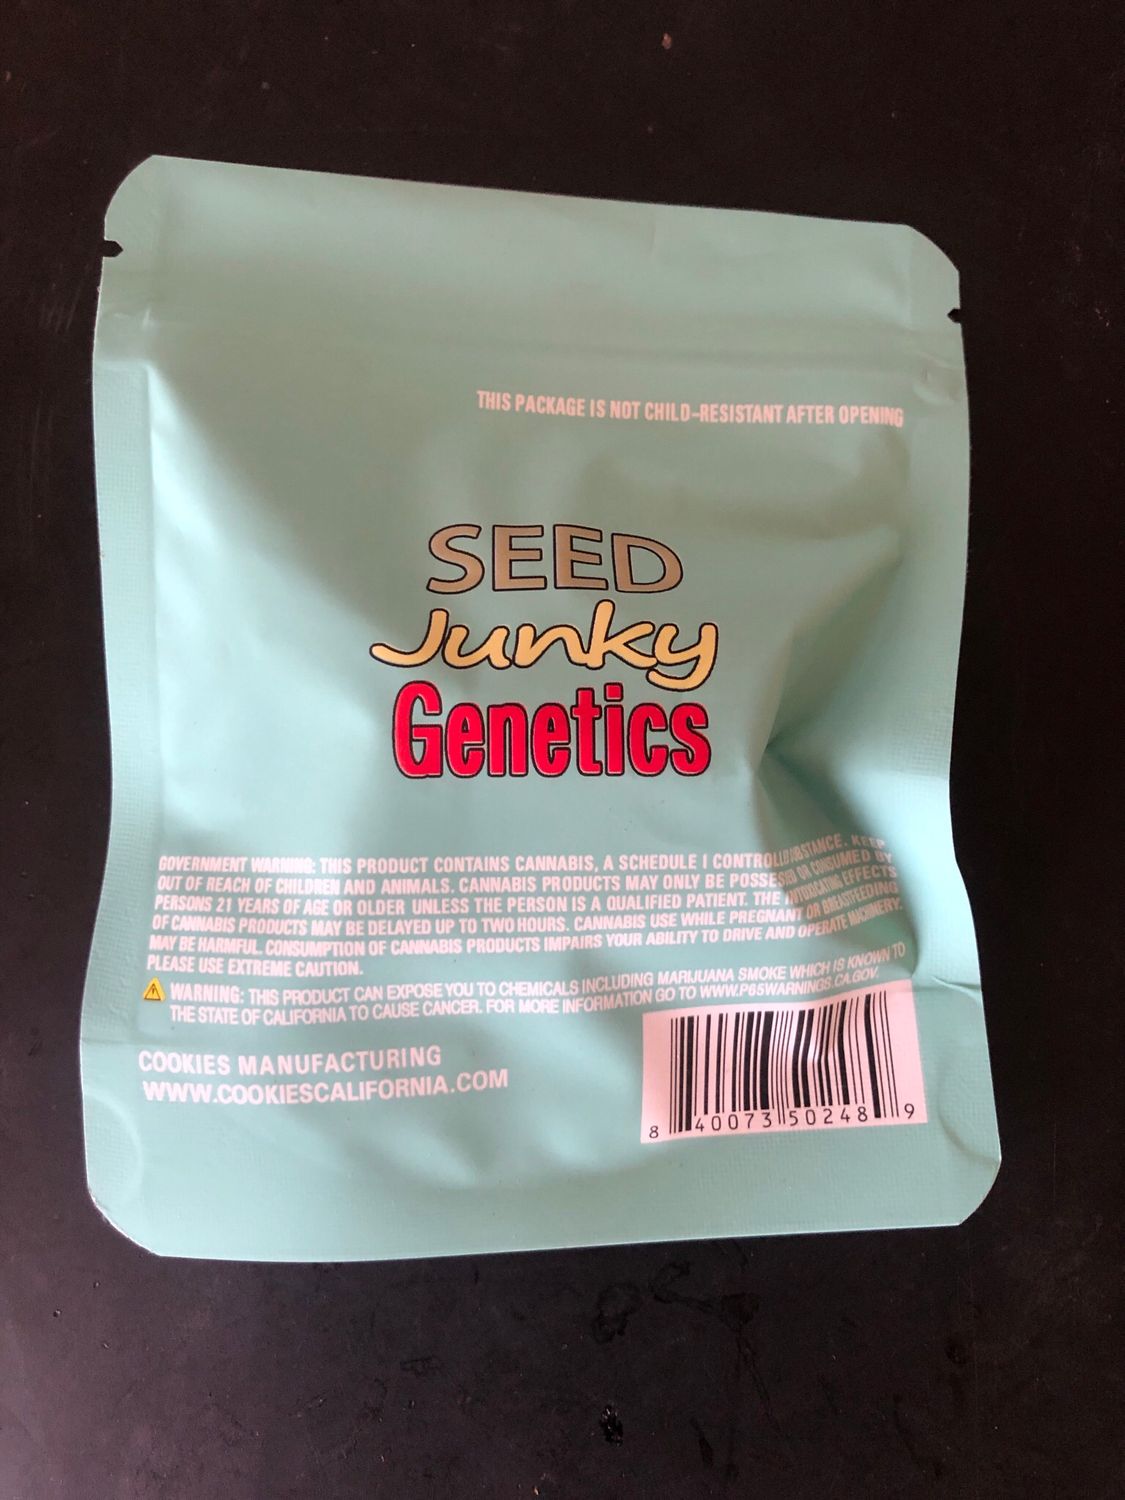 THIS PACKAGE IS NOT CHILD-RESISTANT AFTER OPENING
SEED
Junky
Genetics
GOVERNMENT WARNING: THIS PRODUCT CONTAINS CANNABIS, A SCHEDULE I CONTROLL UBSTANCE. KEEP
OUT OF REACH OF CHILDREN AND ANIMALS. CANNABIS PRODUCTS MAY ONLY BE POSSESSED OR CONSUMED BY
PERSONS 21 YEARS OF AGE OR OLDER UNLESS THE PERSON IS A QUALIFIED PATIENT. THE INTOXICATING EFFECTS
OF CANNABIS PRODUCTS MAY BE DELAYED UP TO TWO HOURS. CANNABIS USE WHILE PREGNANT OR BREASTFEEDING
MAY BE HARMFUL. CONSUMPTION OF CANNABIS PRODUCTS IMPAIRS YOUR ABILITY TO DRIVE AND OPERATE MACHINERY.
PLEASE USE EXTREME CAUTION.
WARNING: THIS PRODUCT CAN EXPOSE YOU TO CHEMICALS INCLUDING MARIJUANA SMOKE WHICH IS KNOWN TO
THE STATE OF CALIFORNIA TO CAUSE CANCER. FOR MORE INFORMATION GO TO WWW.P65WARNINGS.CA.GOV.
COOKIES MANUFACTURING
WWW.COOKIESCALIFORNIA.COM
8 40073 50248 9